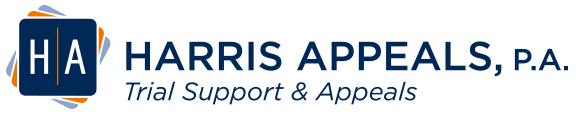 H|A
HARRIS APPEALS, P.A.
Trial Support & Appeals